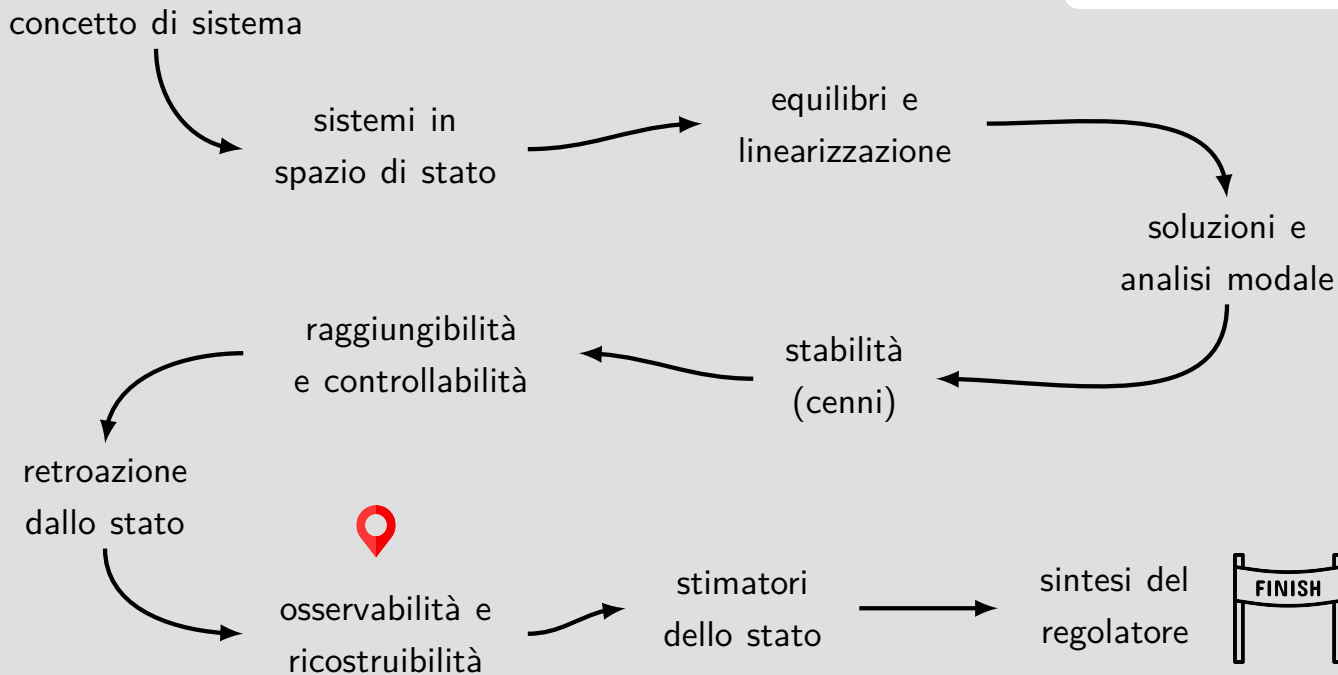 concetto di sistema
sistemi in
spazio di stato
equilibri e
linearizzazione
soluzioni e
analisi modale
stabilità
(cenni)
raggiungibilità
e controllabilità
retroazione
dallo stato
osservabilità e
ricostruibilità
stimatori
dello stato
sintesi del
regolatore
FINISH